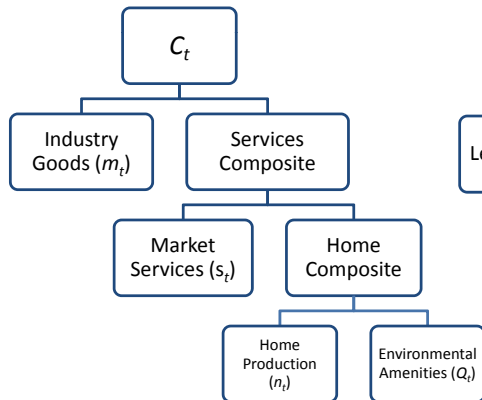 C_t
Industry
Goods (m_t)
Services
Composite
Market
Services (s_t)
Home
Composite
Home
Production
(n_t)
Environmental
Amenities (Q_t)